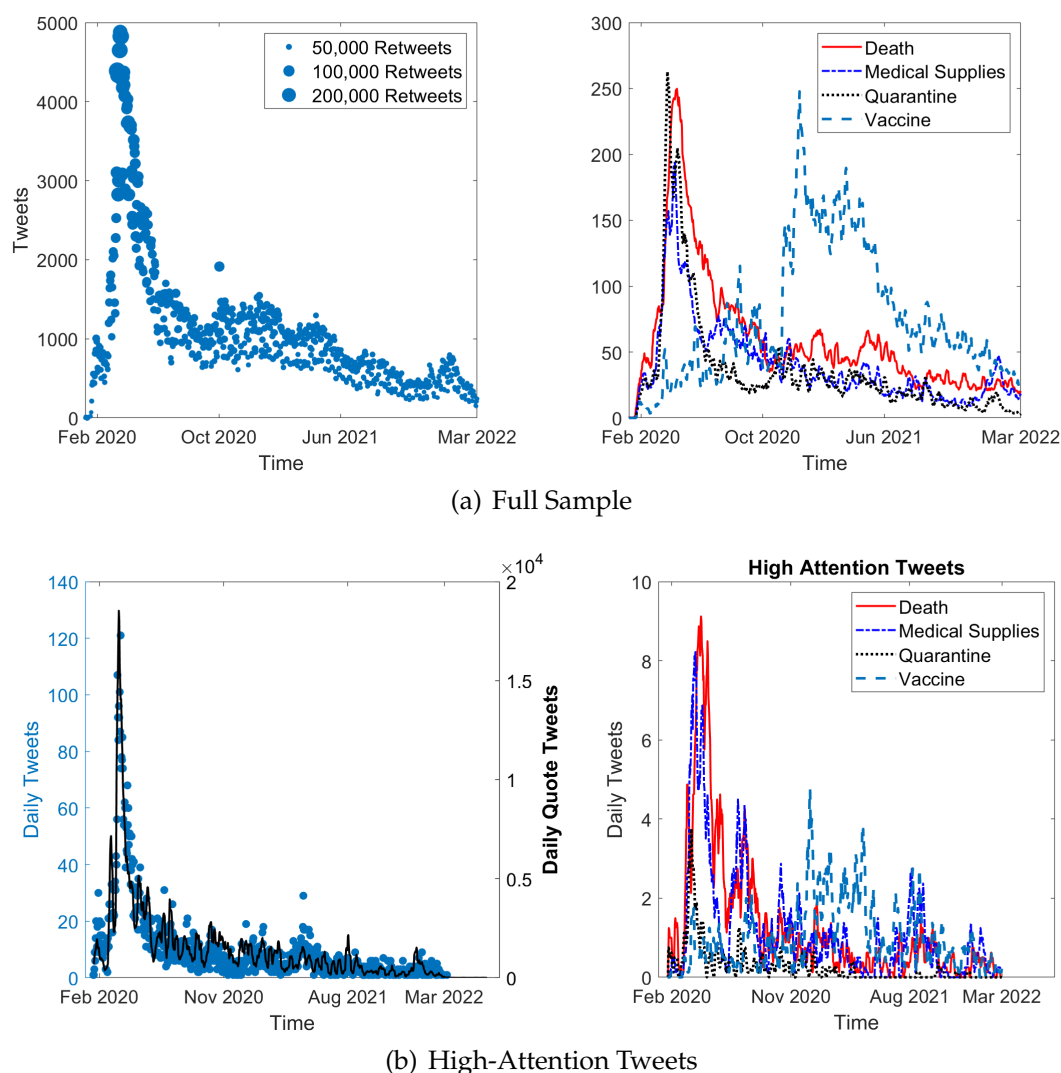 5000
4000
3000
2000
1000
0
Tweets
50,000 Retweets
100,000 Retweets
200,000 Retweets
Feb 2020 Oct 2020 Jun 2021 Mar 2022
Time
300
250
200
150
100
50
0
Death
Medical Supplies
Quarantine
Vaccine
Feb 2020 Oct 2020 Jun 2021 Mar 2022
Time
(a) Full Sample
140
120
100
80
60
40
20
0
Daily Tweets
×10⁴
2
1.5
1
0.5
0
Daily Quote Tweets
Feb 2020 Nov 2020 Aug 2021 Mar 2022
Time
High Attention Tweets
10
8
6
4
2
0
Daily Tweets
Death
Medical Supplies
Quarantine
Vaccine
Feb 2020 Nov 2020 Aug 2021 Mar 2022
Time
(b) High-Attention Tweets